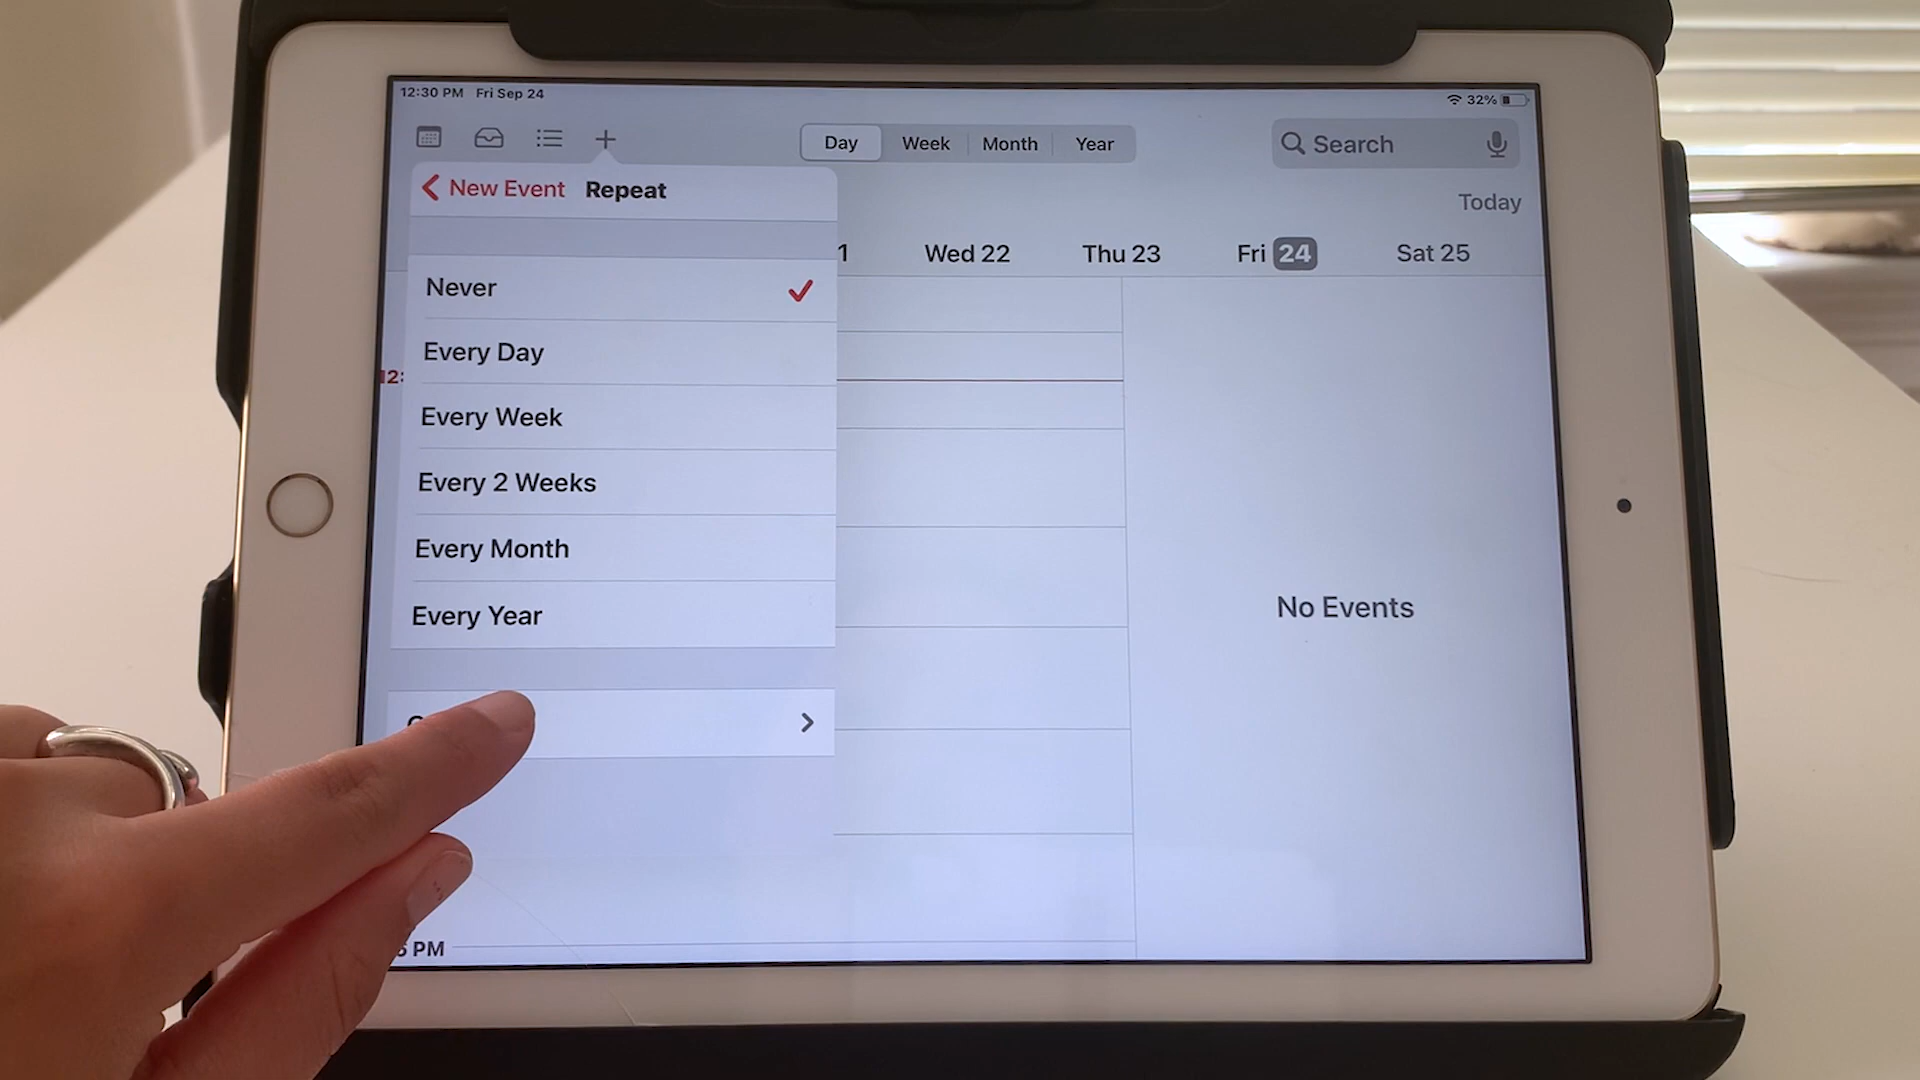 12:30 PM Fri Sep 24
32%
Day Week Month Year
Search
New Event Repeat
Today
1 Wed 22 Thu 23 Fri 24 Sat 25
Never
12:
Every Day
Every Week
Every 2 Weeks
Every Month
No Events
Every Year
PM